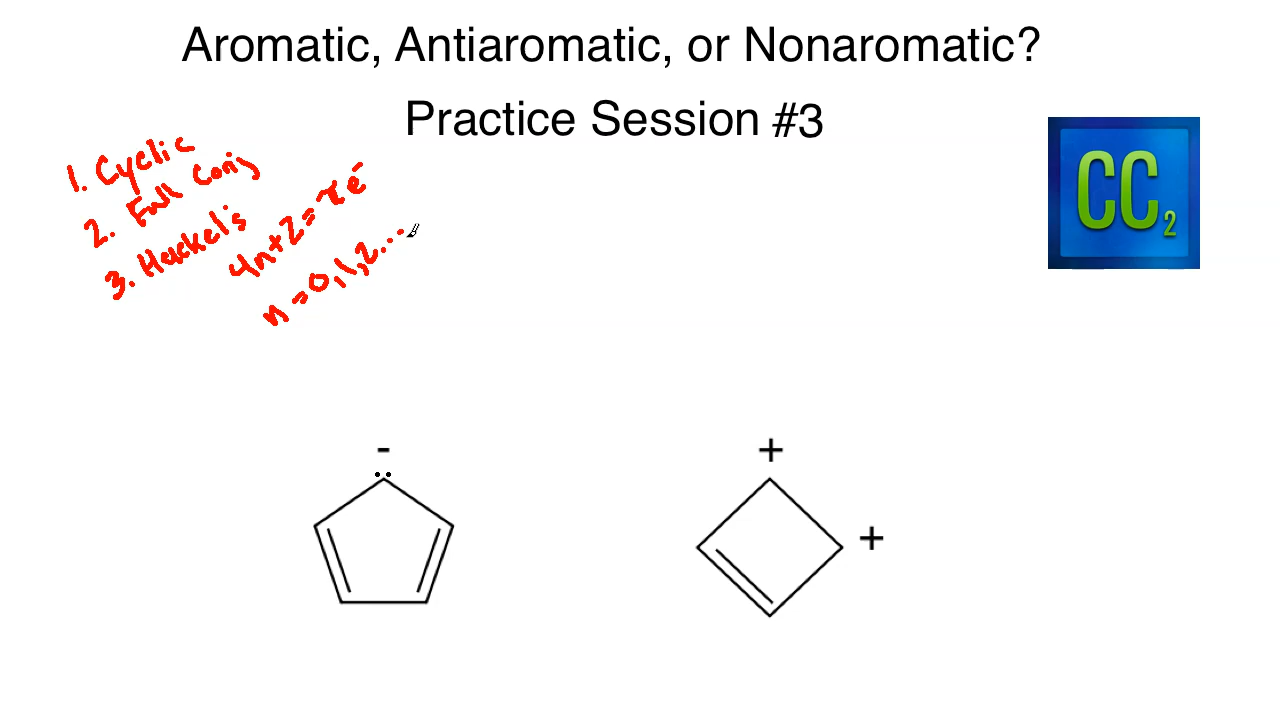 Aromatic, Antiaromatic, or Nonaromatic?
Practice Session #3
1. Cyclic
2. Full Conj
3. Huckel's
4n+2 = πe⁻
n = 0,1,2...
CC2
-
+
+